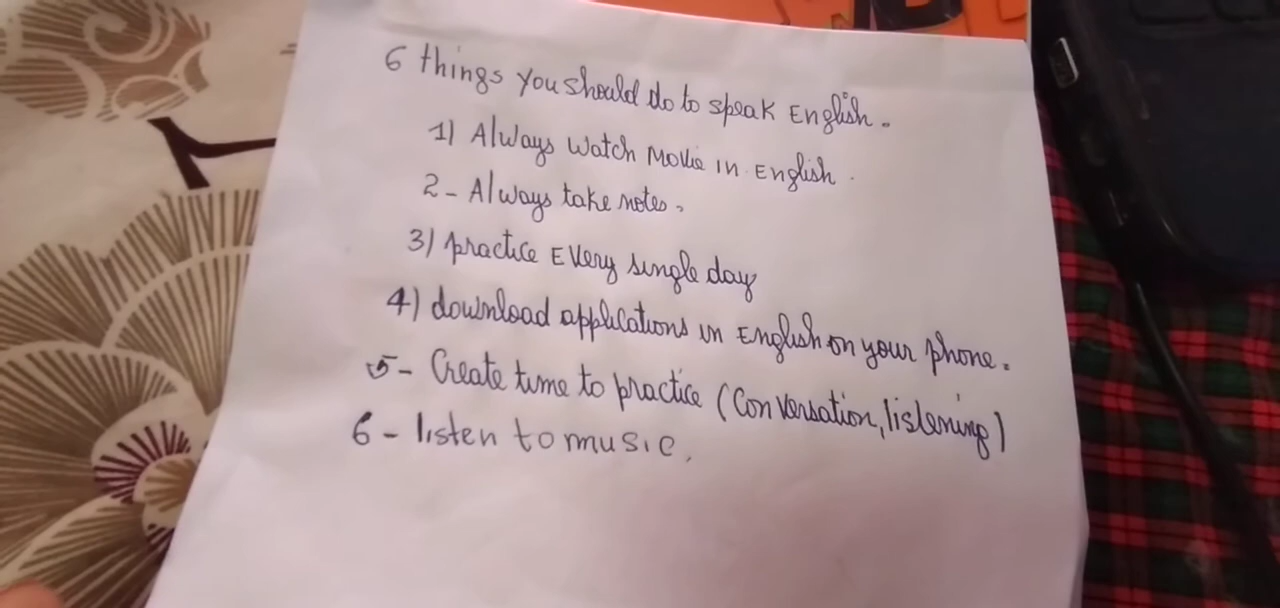 6 things you should do to speak English.
1) Always watch Movie in English.
2- Always take notes.
3) practice Every single day
4) download applications in English on your phone.
5- Create time to practice (Conversation, listening)
6- listen to music.